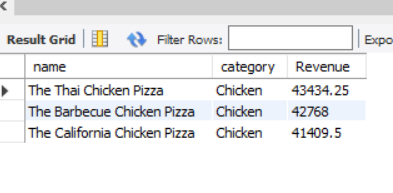 Result Grid Filter Rows: Expo
name category Revenue
The Thai Chicken Pizza Chicken 43434.25
The Barbecue Chicken Pizza Chicken 42768
The California Chicken Pizza Chicken 41409.5